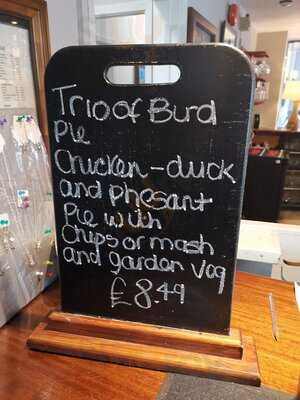 Trio of Burd
Pie
Chicken - duck
and phesant
Pie with
Chips or mash
and garden veg
£8.49